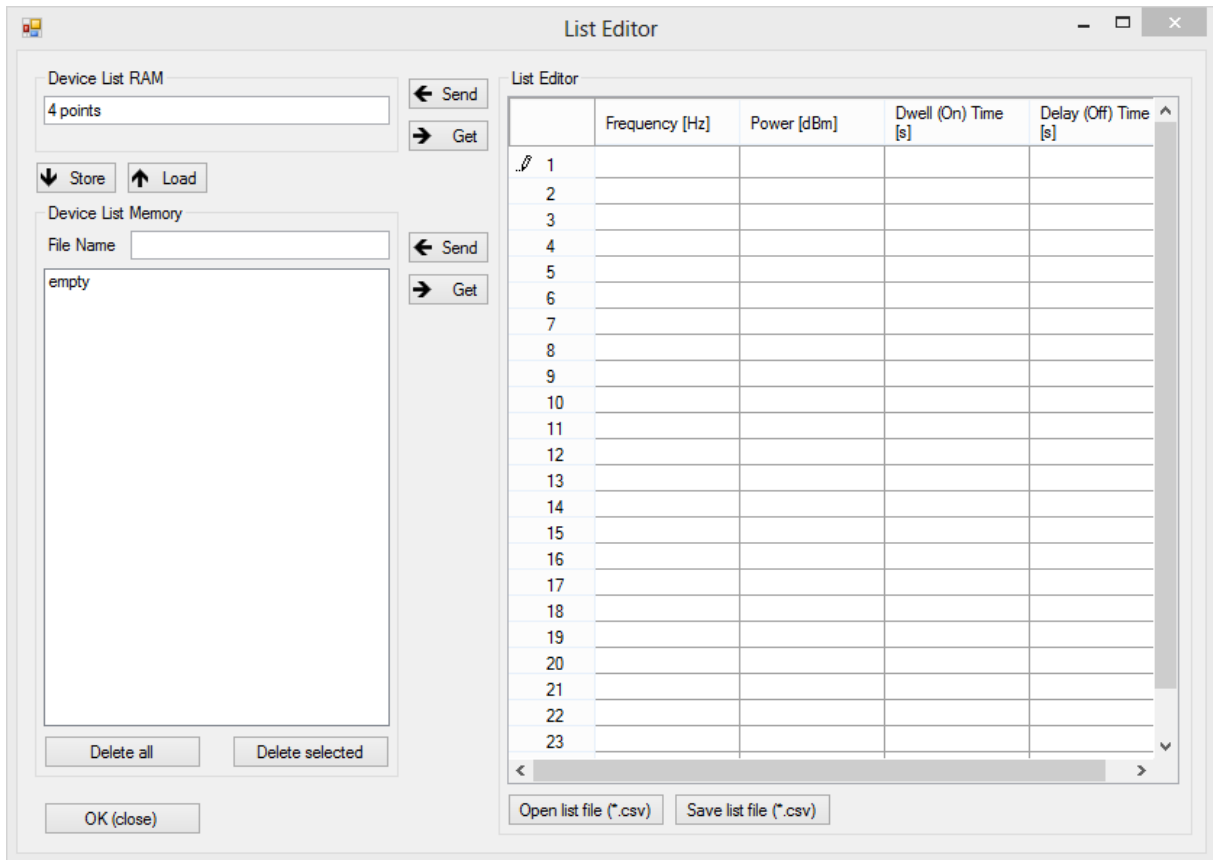 List Editor
Device List RAM
4 points
Send
Get
Store
Load
Device List Memory
File Name
Send
Get
empty
Delete all
Delete selected
OK (close)
List Editor
Frequency [Hz] Power [dBm] Dwell (On) Time [s] Delay (Off) Time [s]
1
2
3
4
5
6
7
8
9
10
11
12
13
14
15
16
17
18
19
20
21
22
23
Open list file (*.csv)
Save list file (*.csv)